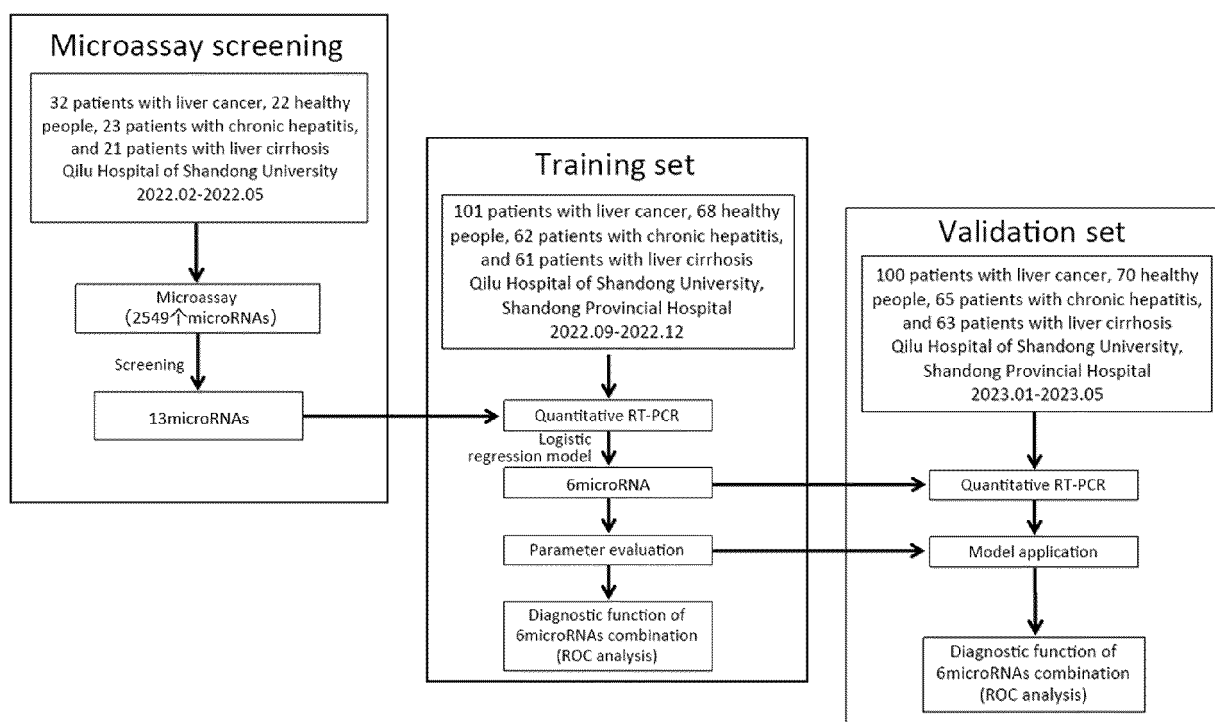 Microassay screening
32 patients with liver cancer, 22 healthy
people, 23 patients with chronic hepatitis,
and 21 patients with liver cirrhosis
Qilu Hospital of Shandong University
2022.02-2022.05
Microassay
(2549个microRNAs)
Screening
13microRNAs
Training set
101 patients with liver cancer, 68 healthy
people, 62 patients with chronic hepatitis,
and 61 patients with liver cirrhosis
Qilu Hospital of Shandong University,
Shandong Provincial Hospital
2022.09-2022.12
Quantitative RT-PCR
Logistic
regression model
6microRNA
Parameter evaluation
Diagnostic function of
6microRNAs combination
(ROC analysis)
Validation set
100 patients with liver cancer, 70 healthy
people, 65 patients with chronic hepatitis,
and 63 patients with liver cirrhosis
Qilu Hospital of Shandong University,
Shandong Provincial Hospital
2023.01-2023.05
Quantitative RT-PCR
Model application
Diagnostic function of
6microRNAs combination
(ROC analysis)